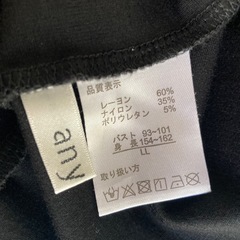 品質表示
レーヨン 60%
ナイロン 35%
ポリウレタン 5%
バスト 93-101
身長 154-162
LL
取り扱い方
any